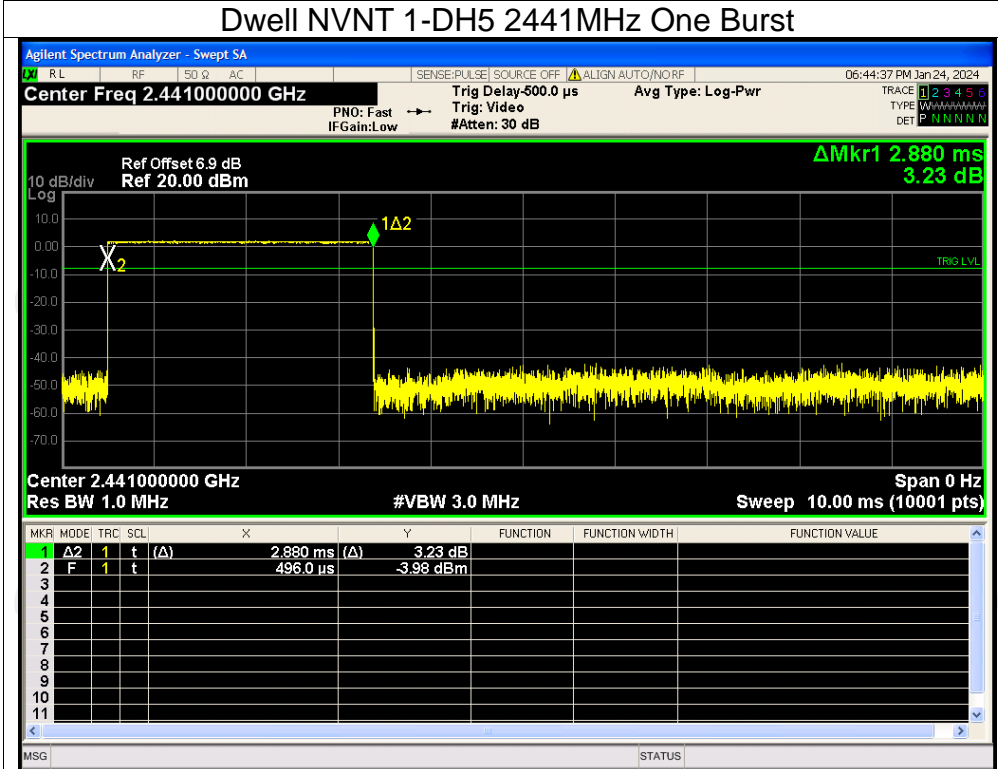 Dwell NVNT 1-DH5 2441MHz One Burst
Agilent Spectrum Analyzer - Swept SA
LXI RL RF 50 Ω AC SENSE:PULSE SOURCE OFF ALIGN AUTO/NO RF 06:44:37 PM Jan 24, 2024
Center Freq 2.441000000 GHz Trig Delay-500.0 µs Avg Type: Log-Pwr TRACE 1 2 3 4 5 6
PNO: Fast Trig: Video TYPE W
IFGain:Low #Atten: 30 dB DET P N N N N N
ΔMkr1 2.880 ms
3.23 dB
Ref Offset 6.9 dB
10 dB/div Ref 20.00 dBm
Log
10.0
1Δ2
0.00
2
TRIG LVL
-10.0
-20.0
-30.0
-40.0
-50.0
-60.0
-70.0
Center 2.441000000 GHz Span 0 Hz
Res BW 1.0 MHz #VBW 3.0 MHz Sweep 10.00 ms (10001 pts)
MKR MODE TRC SCL X Y FUNCTION FUNCTION WIDTH FUNCTION VALUE
1 Δ2 1 t (Δ) 2.880 ms (Δ) 3.23 dB
2 F 1 t 496.0 µs -3.98 dBm
3
4
5
6
7
8
9
10
11
MSG STATUS